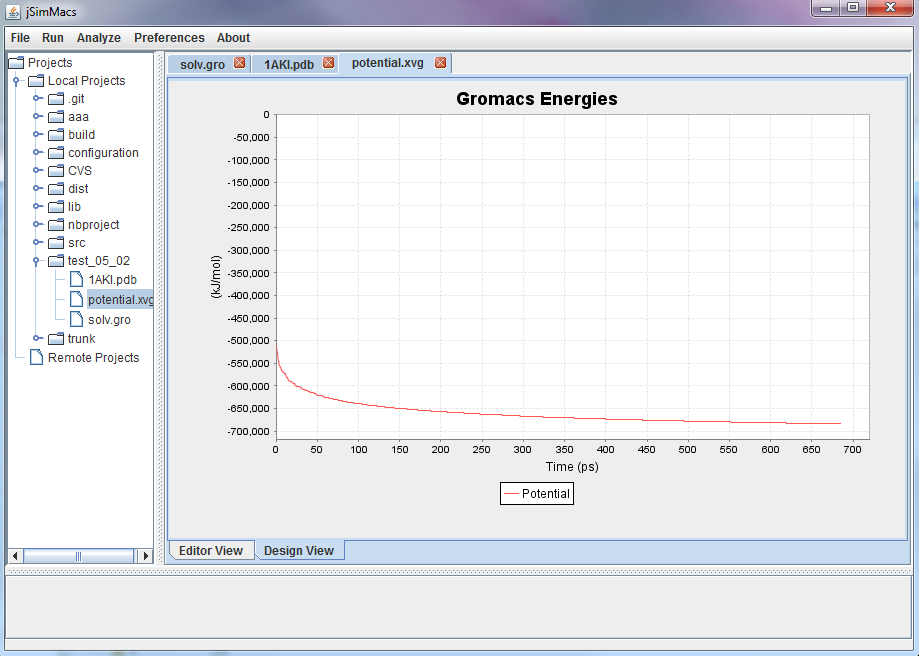 jSimMacs
File Run Analyze Preferences About
Projects
Local Projects
.git
aaa
build
configuration
CVS
dist
lib
nbproject
src
test_05_02
1AKI.pdb
potential.xvg
solv.gro
trunk
Remote Projects
solv.gro 1AKI.pdb potential.xvg
Gromacs Energies
0
-50,000
-100,000
-150,000
-200,000
-250,000
-300,000
-350,000
-400,000
-450,000
-500,000
-550,000
-600,000
-650,000
-700,000
(kJ/mol)
0 50 100 150 200 250 300 350 400 450 500 550 600 650 700
Time (ps)
Potential
Editor View Design View